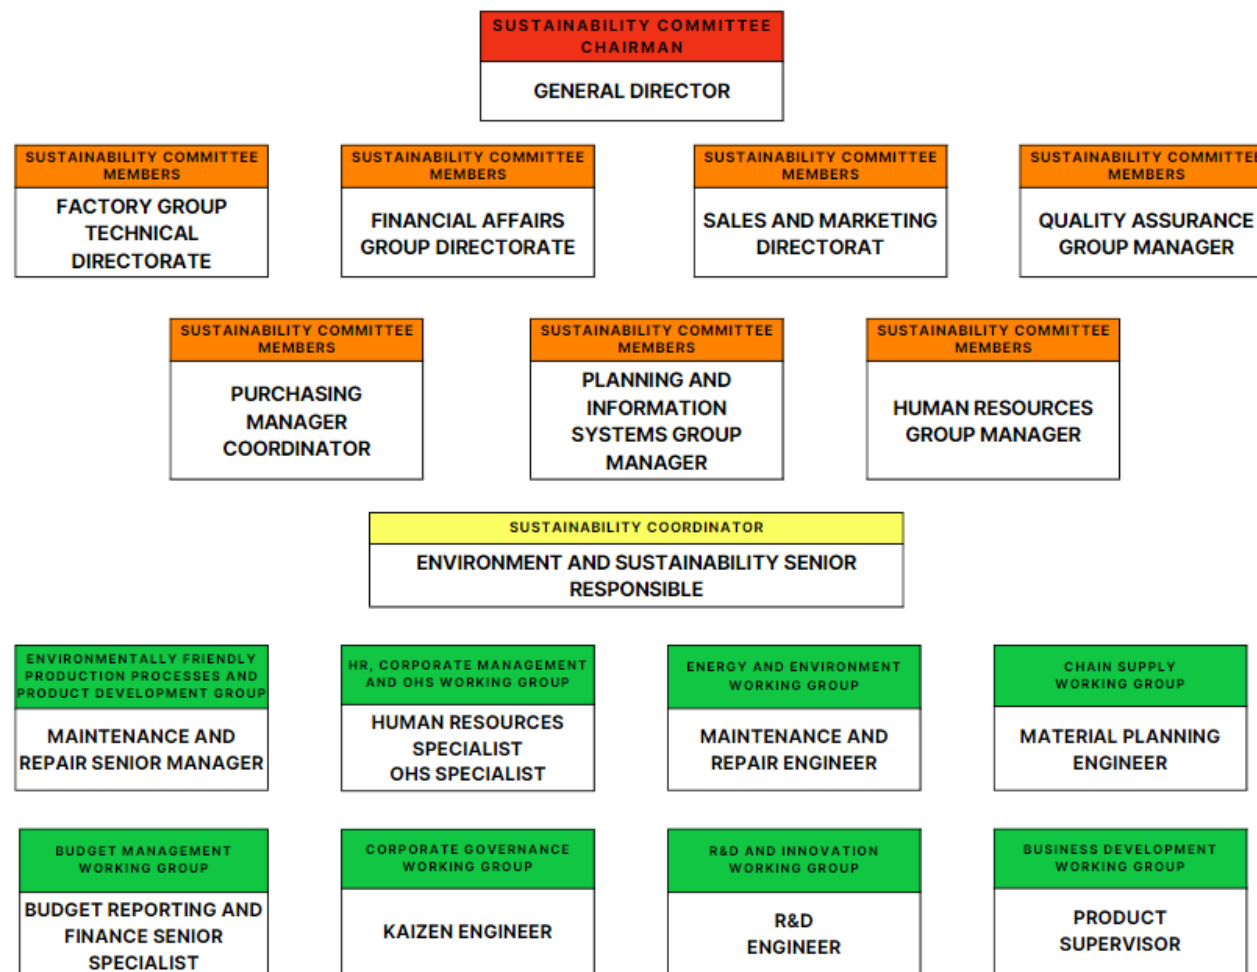 SUSTAINABILITY COMMITTEE
CHAIRMAN
GENERAL DIRECTOR
SUSTAINABILITY COMMITTEE
MEMBERS
FACTORY GROUP
TECHNICAL
DIRECTORATE
SUSTAINABILITY COMMITTEE
MEMBERS
FINANCIAL AFFAIRS
GROUP DIRECTORATE
SUSTAINABILITY COMMITTEE
MEMBERS
SALES AND MARKETING
DIRECTORAT
SUSTAINABILITY COMMITTEE
MEMBERS
QUALITY ASSURANCE
GROUP MANAGER
SUSTAINABILITY COMMITTEE
MEMBERS
PURCHASING
MANAGER
COORDINATOR
SUSTAINABILITY COMMITTEE
MEMBERS
PLANNING AND
INFORMATION
SYSTEMS GROUP
MANAGER
SUSTAINABILITY COMMITTEE
MEMBERS
HUMAN RESOURCES
GROUP MANAGER
SUSTAINABILITY COORDINATOR
ENVIRONMENT AND SUSTAINABILITY SENIOR
RESPONSIBLE
ENVIRONMENTALLY FRIENDLY
PRODUCTION PROCESSES AND
PRODUCT DEVELOPMENT GROUP
MAINTENANCE AND
REPAIR SENIOR MANAGER
HR, CORPORATE MANAGEMENT
AND OHS WORKING GROUP
HUMAN RESOURCES
SPECIALIST
OHS SPECIALIST
ENERGY AND ENVIRONMENT
WORKING GROUP
MAINTENANCE AND
REPAIR ENGINEER
CHAIN SUPPLY
WORKING GROUP
MATERIAL PLANNING
ENGINEER
BUDGET MANAGEMENT
WORKING GROUP
BUDGET REPORTING AND
FINANCE SENIOR
SPECIALIST
CORPORATE GOVERNANCE
WORKING GROUP
KAIZEN ENGINEER
R&D AND INNOVATION
WORKING GROUP
R&D
ENGINEER
BUSINESS DEVELOPMENT
WORKING GROUP
PRODUCT
SUPERVISOR